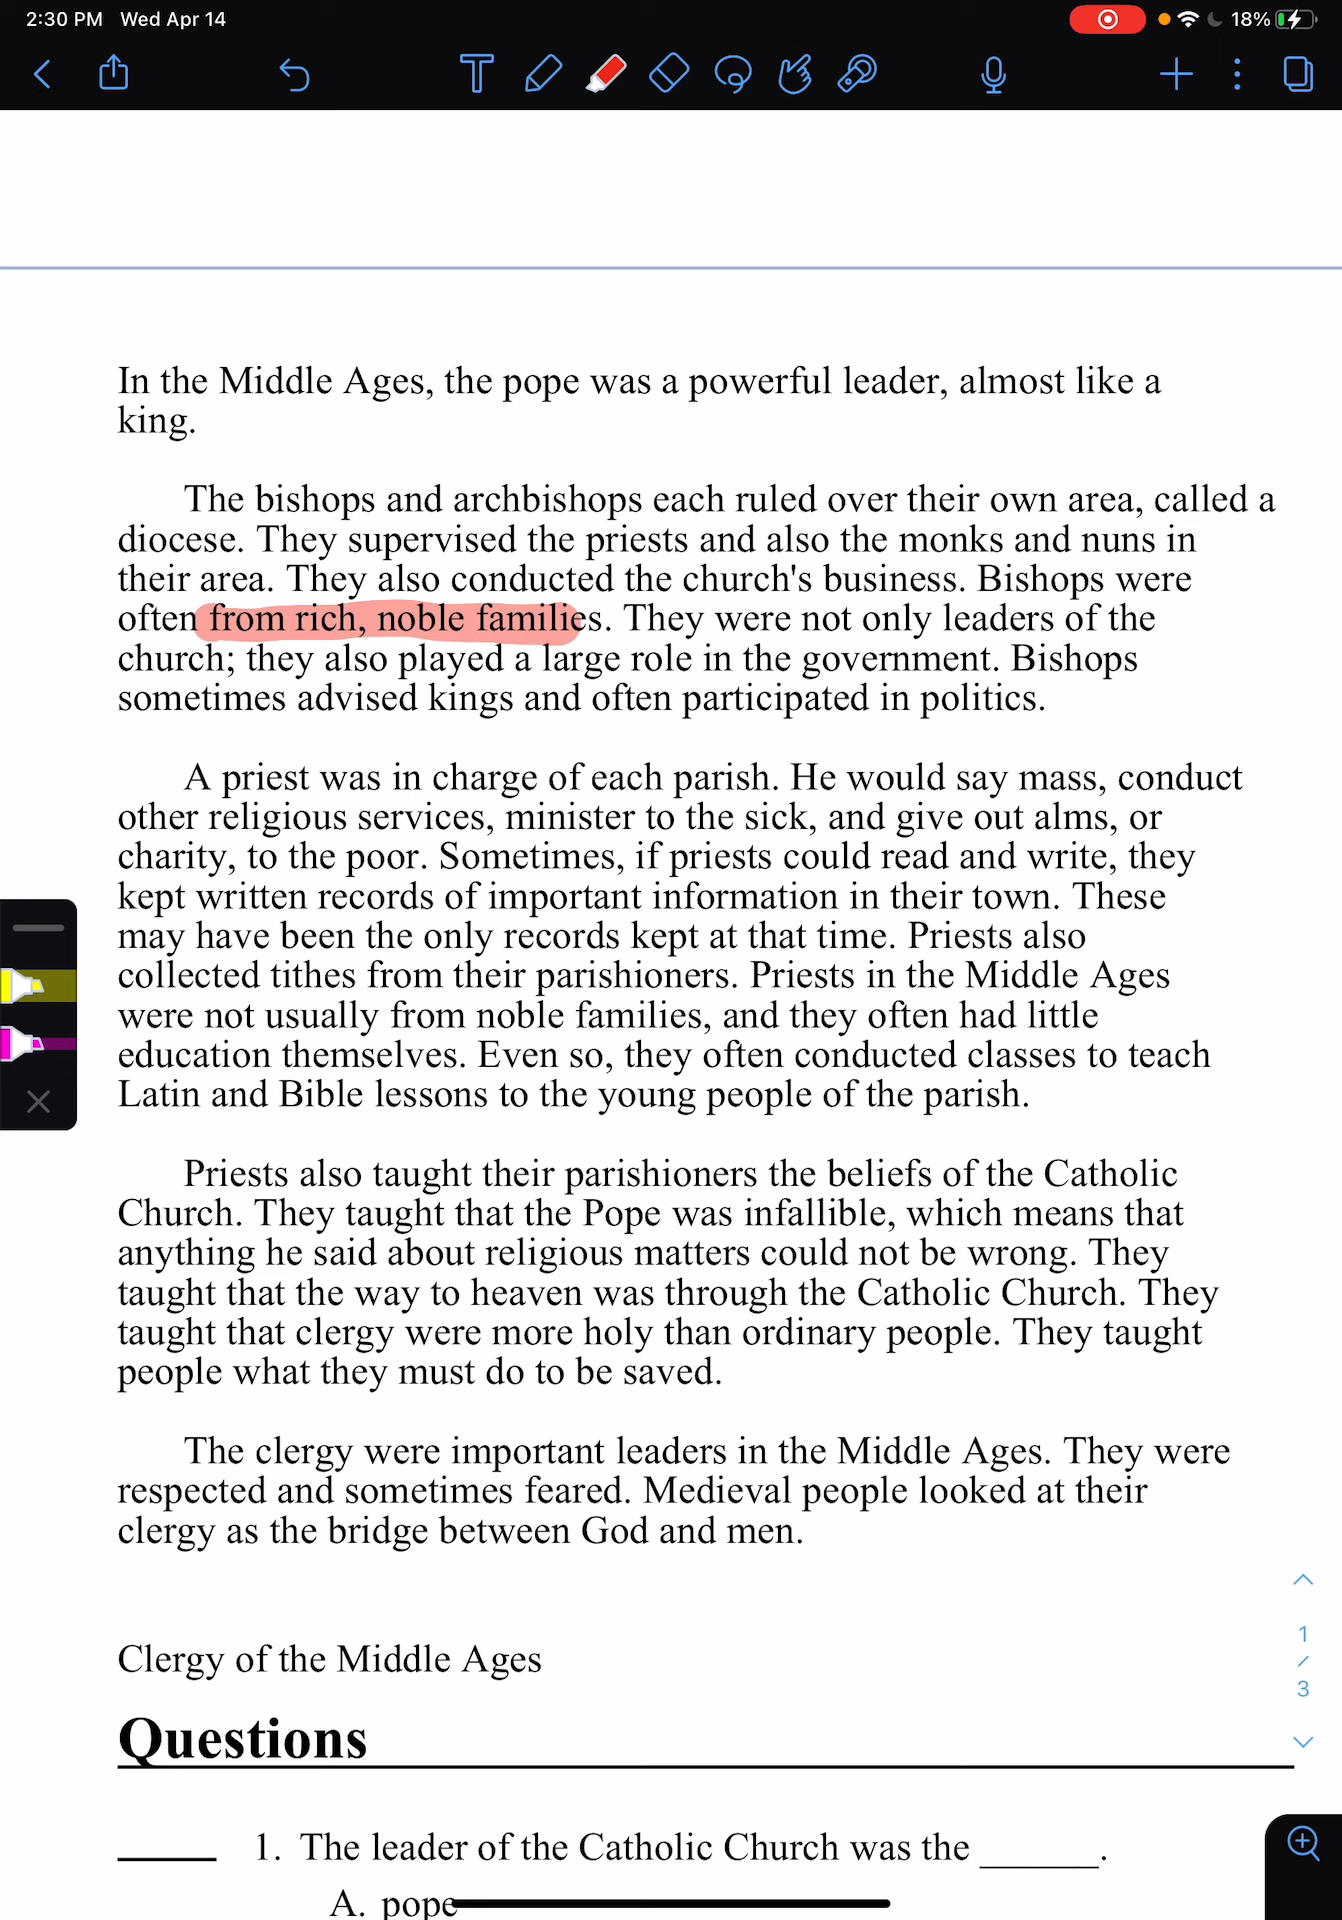 2:30 PM Wed Apr 14
18%
T
In the Middle Ages, the pope was a powerful leader, almost like a
king.
The bishops and archbishops each ruled over their own area, called a
diocese. They supervised the priests and also the monks and nuns in
their area. They also conducted the church's business. Bishops were
often from rich, noble families. They were not only leaders of the
church; they also played a large role in the government. Bishops
sometimes advised kings and often participated in politics.
A priest was in charge of each parish. He would say mass, conduct
other religious services, minister to the sick, and give out alms, or
charity, to the poor. Sometimes, if priests could read and write, they
kept written records of important information in their town. These
may have been the only records kept at that time. Priests also
collected tithes from their parishioners. Priests in the Middle Ages
were not usually from noble families, and they often had little
education themselves. Even so, they often conducted classes to teach
Latin and Bible lessons to the young people of the parish.
Priests also taught their parishioners the beliefs of the Catholic
Church. They taught that the Pope was infallible, which means that
anything he said about religious matters could not be wrong. They
taught that the way to heaven was through the Catholic Church. They
taught that clergy were more holy than ordinary people. They taught
people what they must do to be saved.
The clergy were important leaders in the Middle Ages. They were
respected and sometimes feared. Medieval people looked at their
clergy as the bridge between God and men.
1
/
3
Clergy of the Middle Ages
Questions
______ 1. The leader of the Catholic Church was the ______.
A. pope